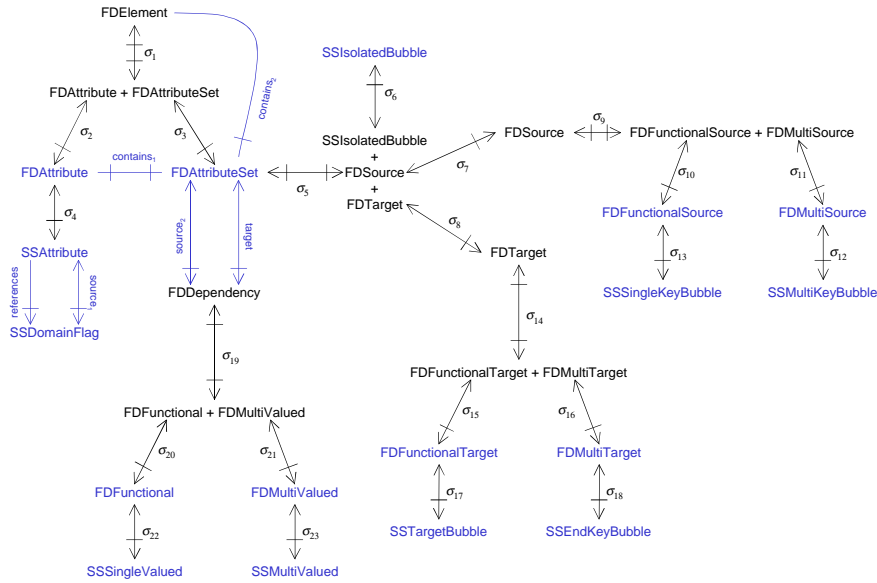 FDElement
σ1
contains2
SSIsolatedBubble
σ6
FDAttribute + FDAttributeSet
σ2
σ3
SSIsolatedBubble
+
FDSource
+
FDTarget
σ7
FDSource
σ9
FDFunctionalSource + FDMultiSource
FDAttribute
contains1
FDAttributeSet
σ5
σ10
σ11
σ4
source2
target
σ8
FDFunctionalSource
FDMultiSource
SSAttribute
FDTarget
σ13
σ12
references
source1
FDDependency
SSSingleKeyBubble
SSMultiKeyBubble
SSDomainFlag
σ14
σ19
FDFunctionalTarget + FDMultiTarget
FDFunctional + FDMultiValued
σ15
σ16
σ20
σ21
FDFunctionalTarget
FDMultiTarget
FDFunctional
FDMultiValued
σ17
σ18
σ22
σ23
SSTargetBubble
SSEndKeyBubble
SSSingleValued
SSMultiValued